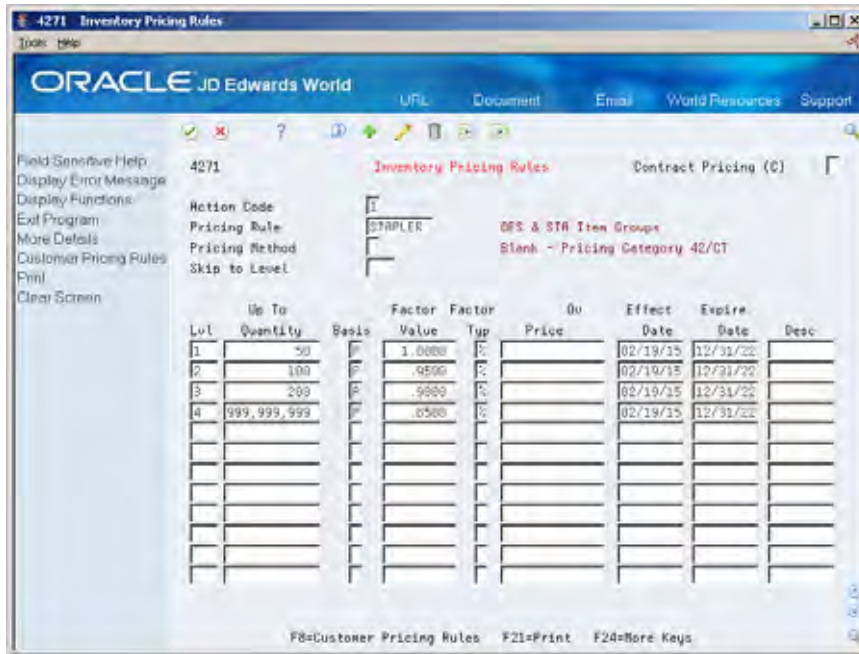 4271 Inventory Pricing Rules
Tools Help
ORACLE JD Edwards World
URL Document Email World Resources Support
Field Sensitive Help
Display Error Message
Display Functions
Exit Program
More Details
Customer Pricing Rules
Print
Clear Screen
4271 Inventory Pricing Rules Contract Pricing (C)
Action Code I
Pricing Rule STAPLER OFS & STA Item Groups
Pricing Method Blank - Pricing Category 42/CT
Skip to Level
Up To Factor Factor Ov Effect Expire
Lvl Quantity Basis Value Typ Price Date Date Desc
1 50 P 1.0000 % 02/19/15 12/31/22
2 100 P .9500 % 02/19/15 12/31/22
3 200 P .9000 % 02/19/15 12/31/22
4 999,999,999 P .8500 % 02/19/15 12/31/22
F8=Customer Pricing Rules F21=Print F24=More Keys